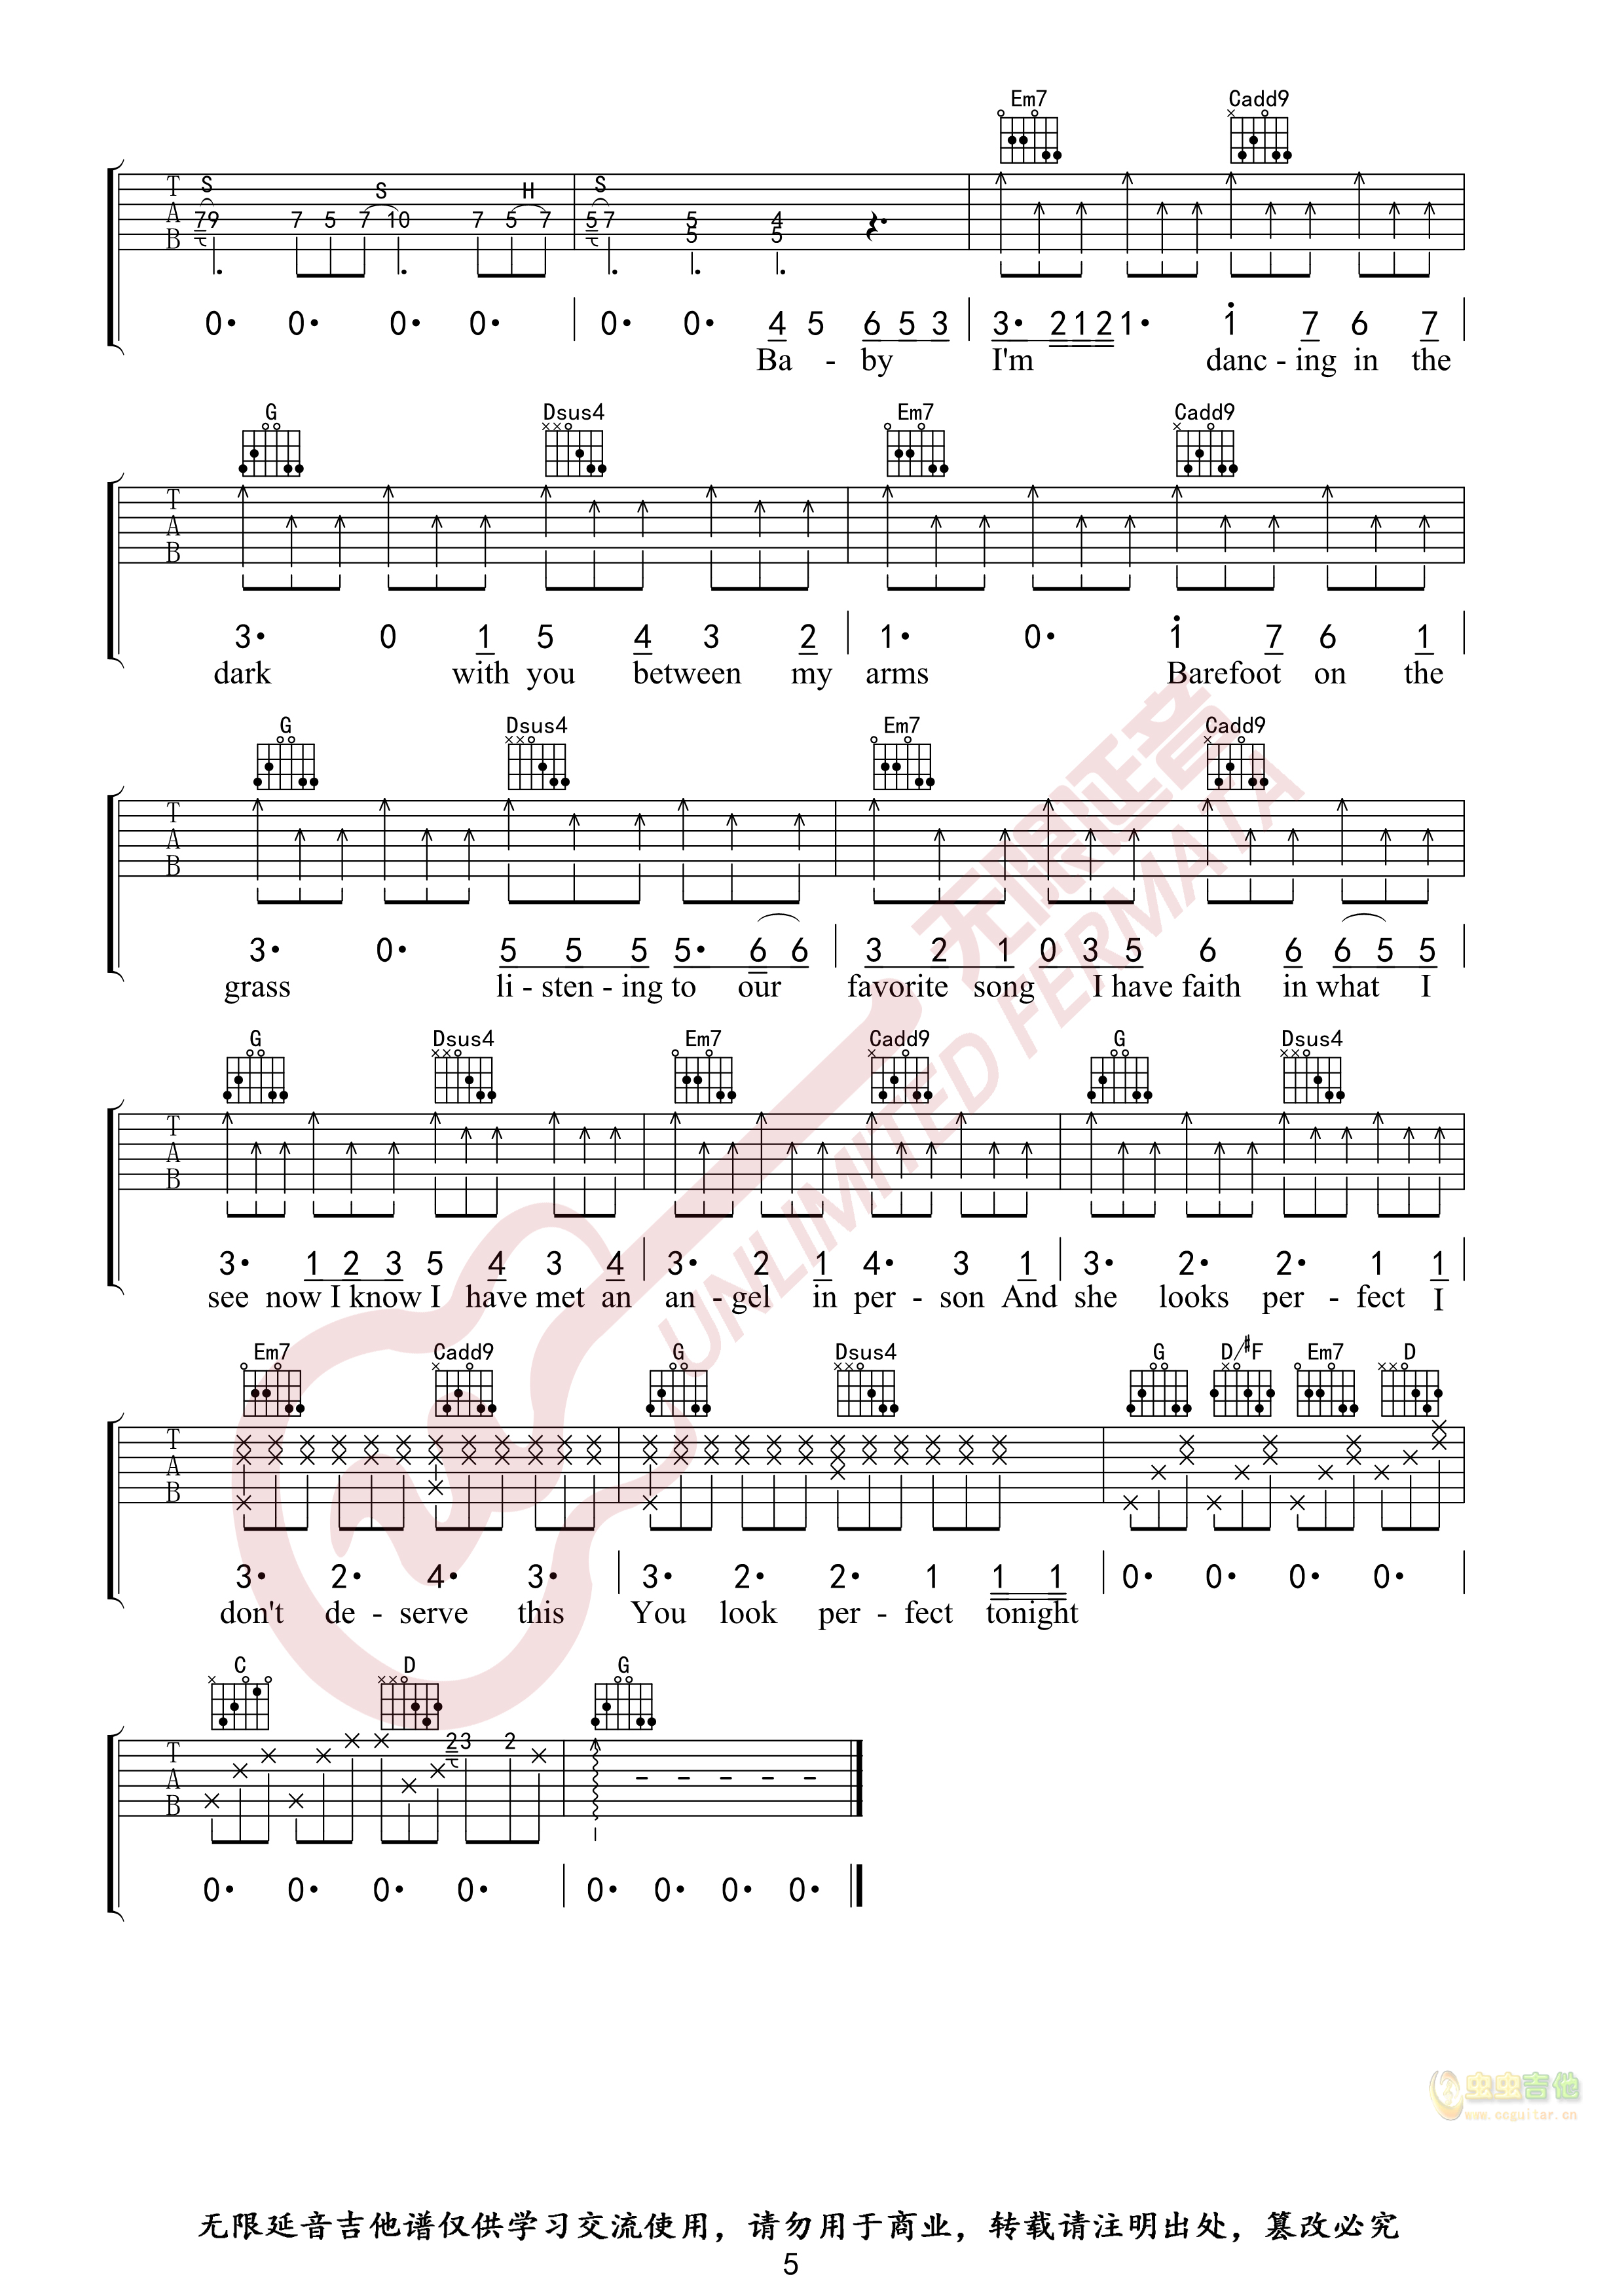 Em7 Cadd9
T A B S 79 7 5 7 S 10 7 5 H 7 S 57 5 5 4 5
0· 0· 0· 0· 0· 0· 4 5 6 5 3 3· 2 1 2 1· 1 7 6 7
Ba - by I'm danc - ing in the
G Dsus4 Em7 Cadd9
T A B
3· 0 1 5 4 3 2 1· 0· 1 7 6 1
dark with you between my arms Barefoot on the
G Dsus4 Em7 Cadd9
T A B
3· 0· 5 5 5 5· 6 6 3 2 1 0 3 5 6 6 6 5 5
grass li - sten - ing to our favorite song I have faith in what I
G Dsus4 Em7 Cadd9 G Dsus4
T A B
3· 1 2 3 5 4 3 4 3· 2 1 4· 3 1 3· 2· 2· 1 1
see now I know I have met an an - gel in per - son And she looks per - fect I
Em7 Cadd9 G Dsus4 G D/#F Em7 D
T A B
3· 2· 4· 3· 3· 2· 2· 1 1 1 0· 0· 0· 0·
don't de - serve this You look per - fect tonight
C D G
T A B 23 2 - - - - -
0· 0· 0· 0· 0· 0· 0· 0·
无限延音
UNLIMITED FERMATA
虫虫吉他
www.ccguitar.cn
无限延音吉他谱仅供学习交流使用，请勿用于商业，转载请注明出处，篡改必究
5